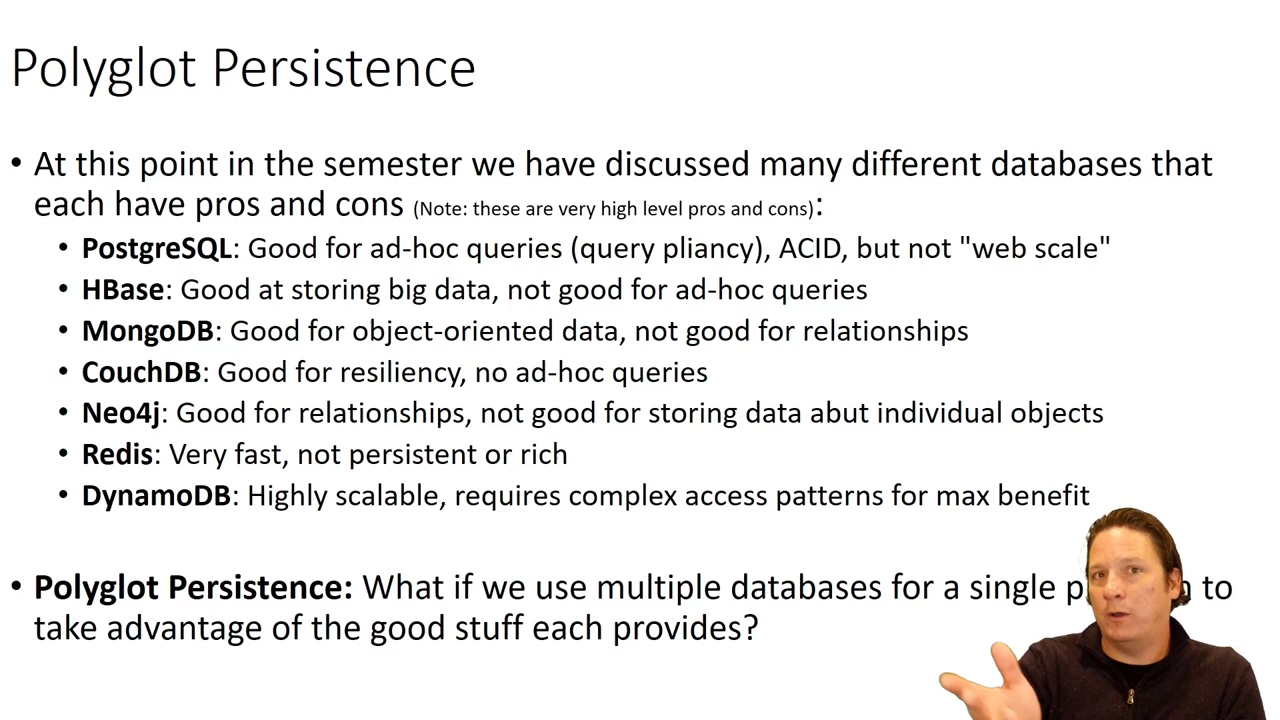 Polyglot Persistence
• At this point in the semester we have discussed many different databases that
each have pros and cons (Note: these are very high level pros and cons):
• PostgreSQL: Good for ad-hoc queries (query pliancy), ACID, but not "web scale"
• HBase: Good at storing big data, not good for ad-hoc queries
• MongoDB: Good for object-oriented data, not good for relationships
• CouchDB: Good for resiliency, no ad-hoc queries
• Neo4j: Good for relationships, not good for storing data abut individual objects
• Redis: Very fast, not persistent or rich
• DynamoDB: Highly scalable, requires complex access patterns for max benefit
• Polyglot Persistence: What if we use multiple databases for a single to
take advantage of the good stuff each provides?